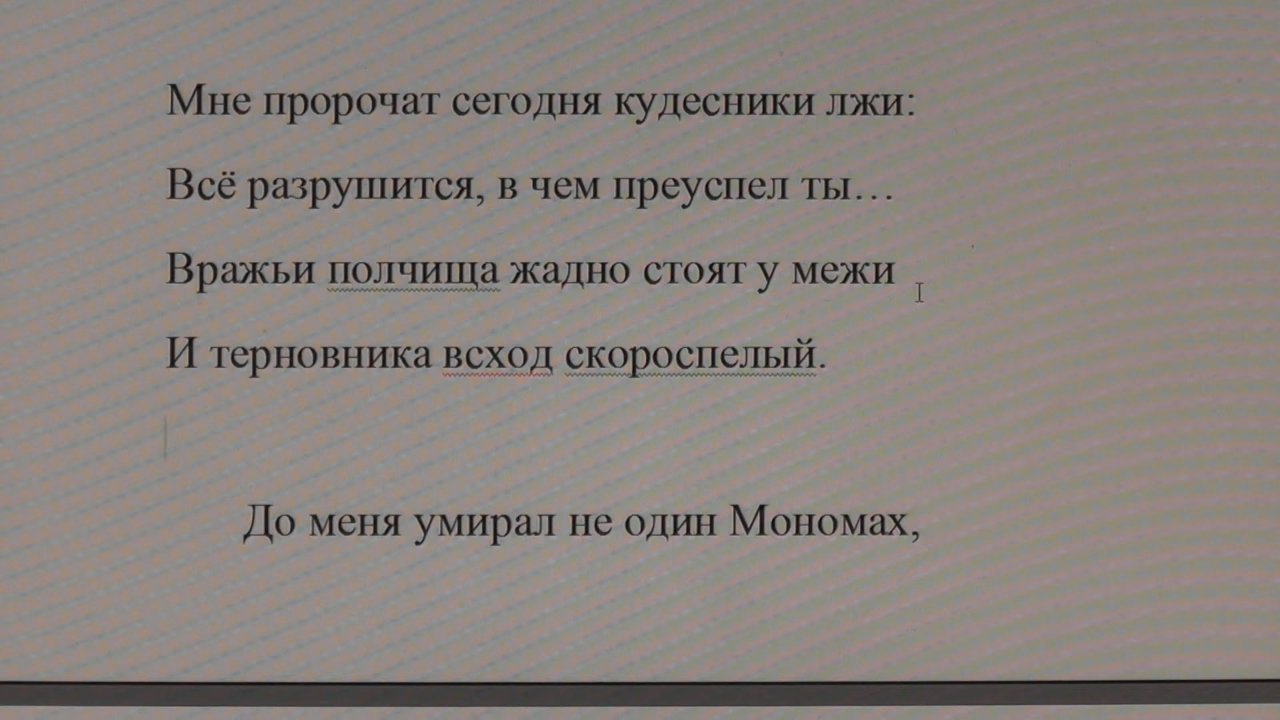 Мне пророчат сегодня кудесники лжи:
Всё разрушится, в чем преуспел ты…
Вражьи полчища жадно стоят у межи
И терновника всход скороспелый.
До меня умирал не один Мономах,